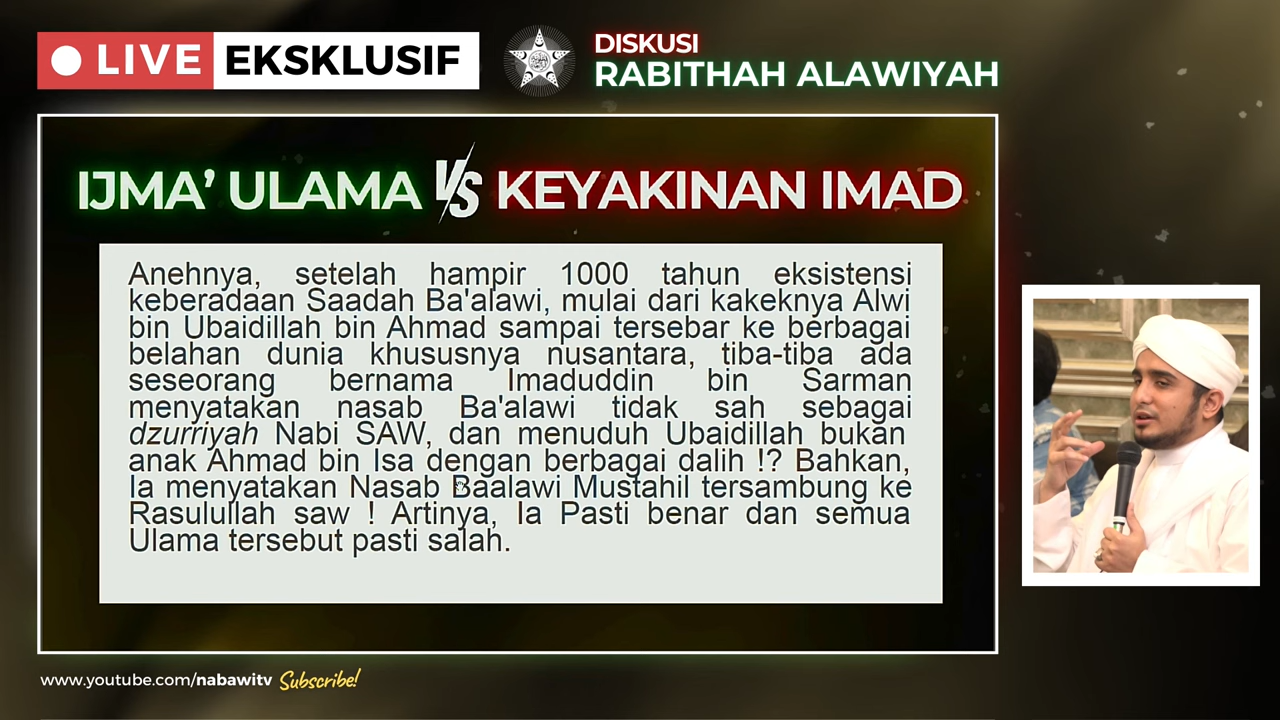 LIVE EKSKLUSIF
DISKUSI
RABITHAH ALAWIYAH
IJMA' ULAMA VS KEYAKINAN IMAD
Anehnya, setelah hampir 1000 tahun eksistensi
keberadaan Saadah Ba'alawi, mulai dari kakeknya Alwi
bin Ubaidillah bin Ahmad sampai tersebar ke berbagai
belahan dunia khususnya nusantara, tiba-tiba ada
seseorang bernama Imaduddin bin Sarman
menyatakan nasab Ba'alawi tidak sah sebagai
dzurriyah Nabi SAW, dan menuduh Ubaidillah bukan
anak Ahmad bin Isa dengan berbagai dalih !? Bahkan,
Ia menyatakan Nasab Baalawi Mustahil tersambung ke
Rasulullah saw ! Artinya, Ia Pasti benar dan semua
Ulama tersebut pasti salah.
www.youtube.com/nabawitv Subscribe!